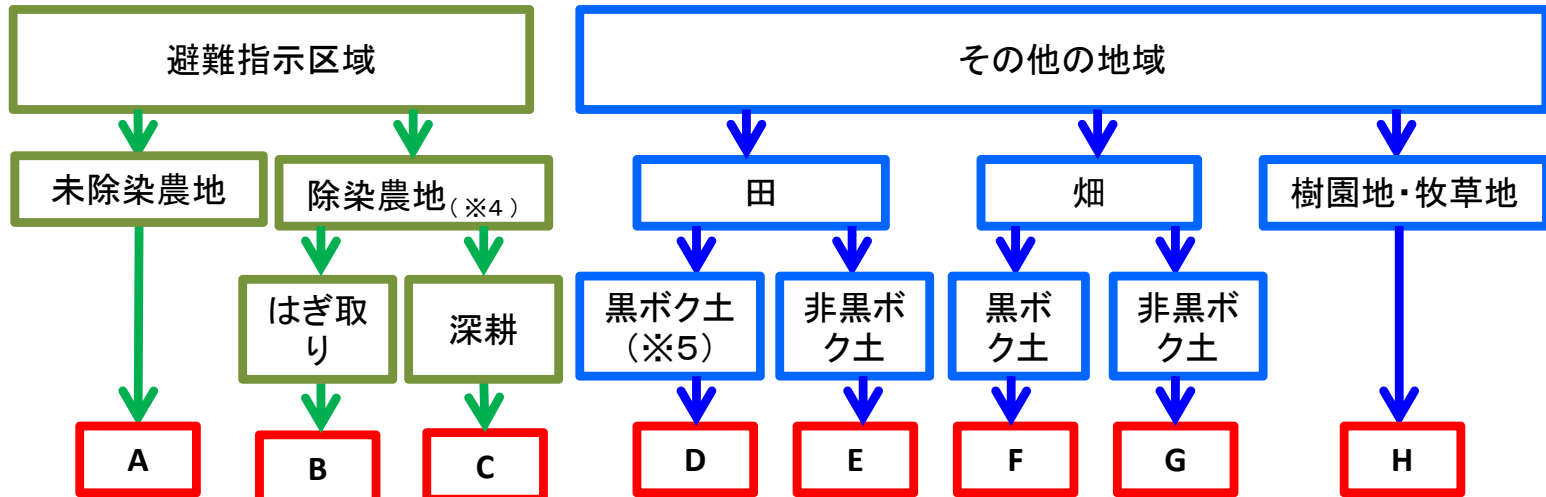 避難指示区域
その他の地域
未除染農地
除染農地(※4)
田
畑
樹園地・牧草地
はぎ取
り
深耕
黒ボク土
(※5)
非黒ボ
ク土
黒ボ
ク土
非黒ボ
ク土
A
B
C
D
E
F
G
H